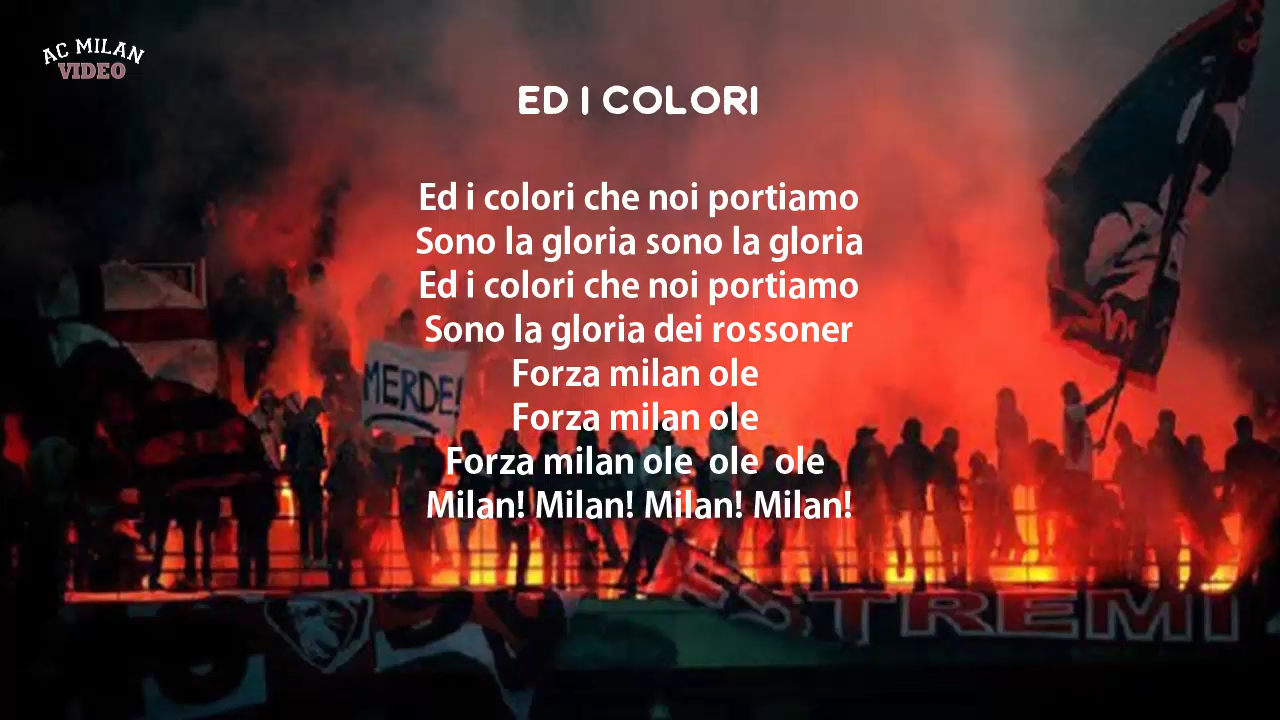 AC MILAN
VIDEO
ED I COLORI
Ed i colori che noi portiamo
Sono la gloria sono la gloria
Ed i colori che noi portiamo
Sono la gloria dei rossoner
Forza milan ole
Forza milan ole
Forza milan ole ole ole
Milan! Milan! Milan! Milan!
MERDE!
ESTREMI